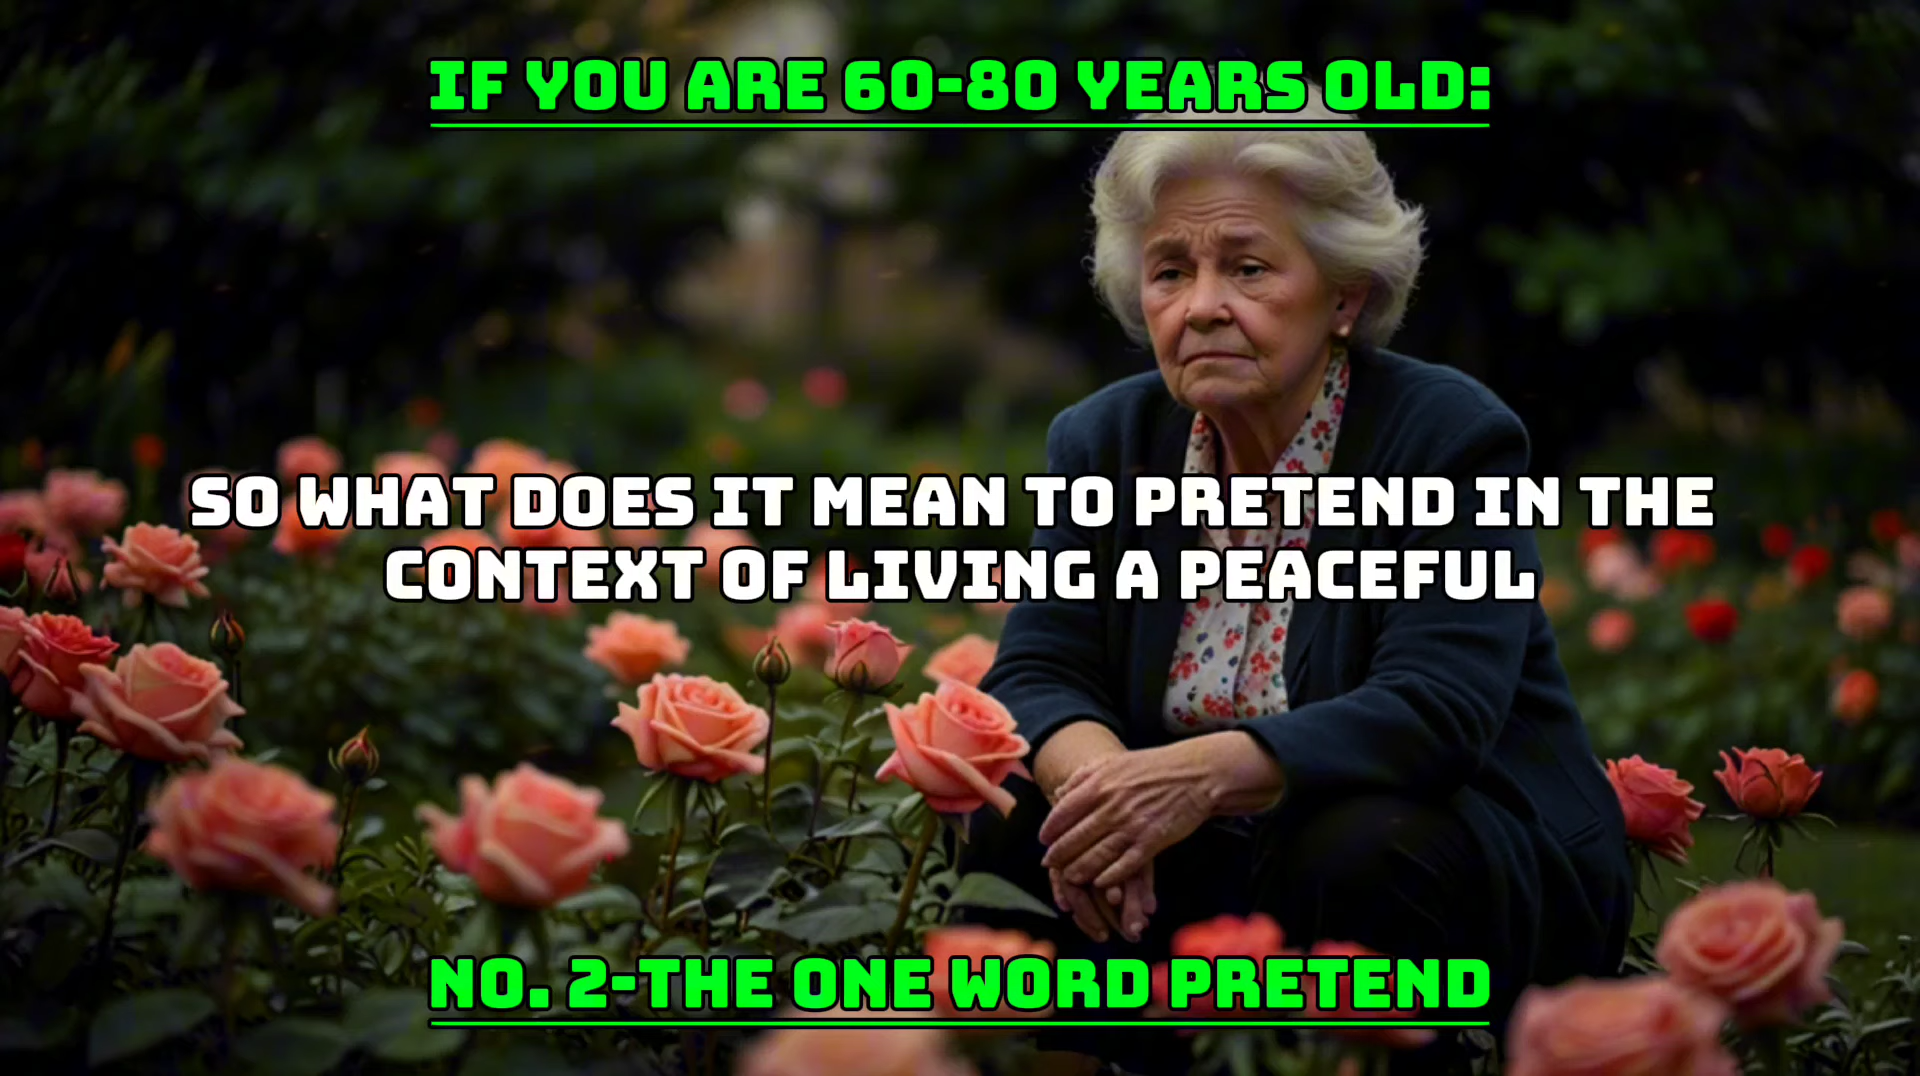 IF YOU ARE 60-80 YEARS OLD:
SO WHAT DOES IT MEAN TO PRETEND IN THE
CONTEXT OF LIVING A PEACEFUL
NO. 2-THE ONE WORD PRETEND